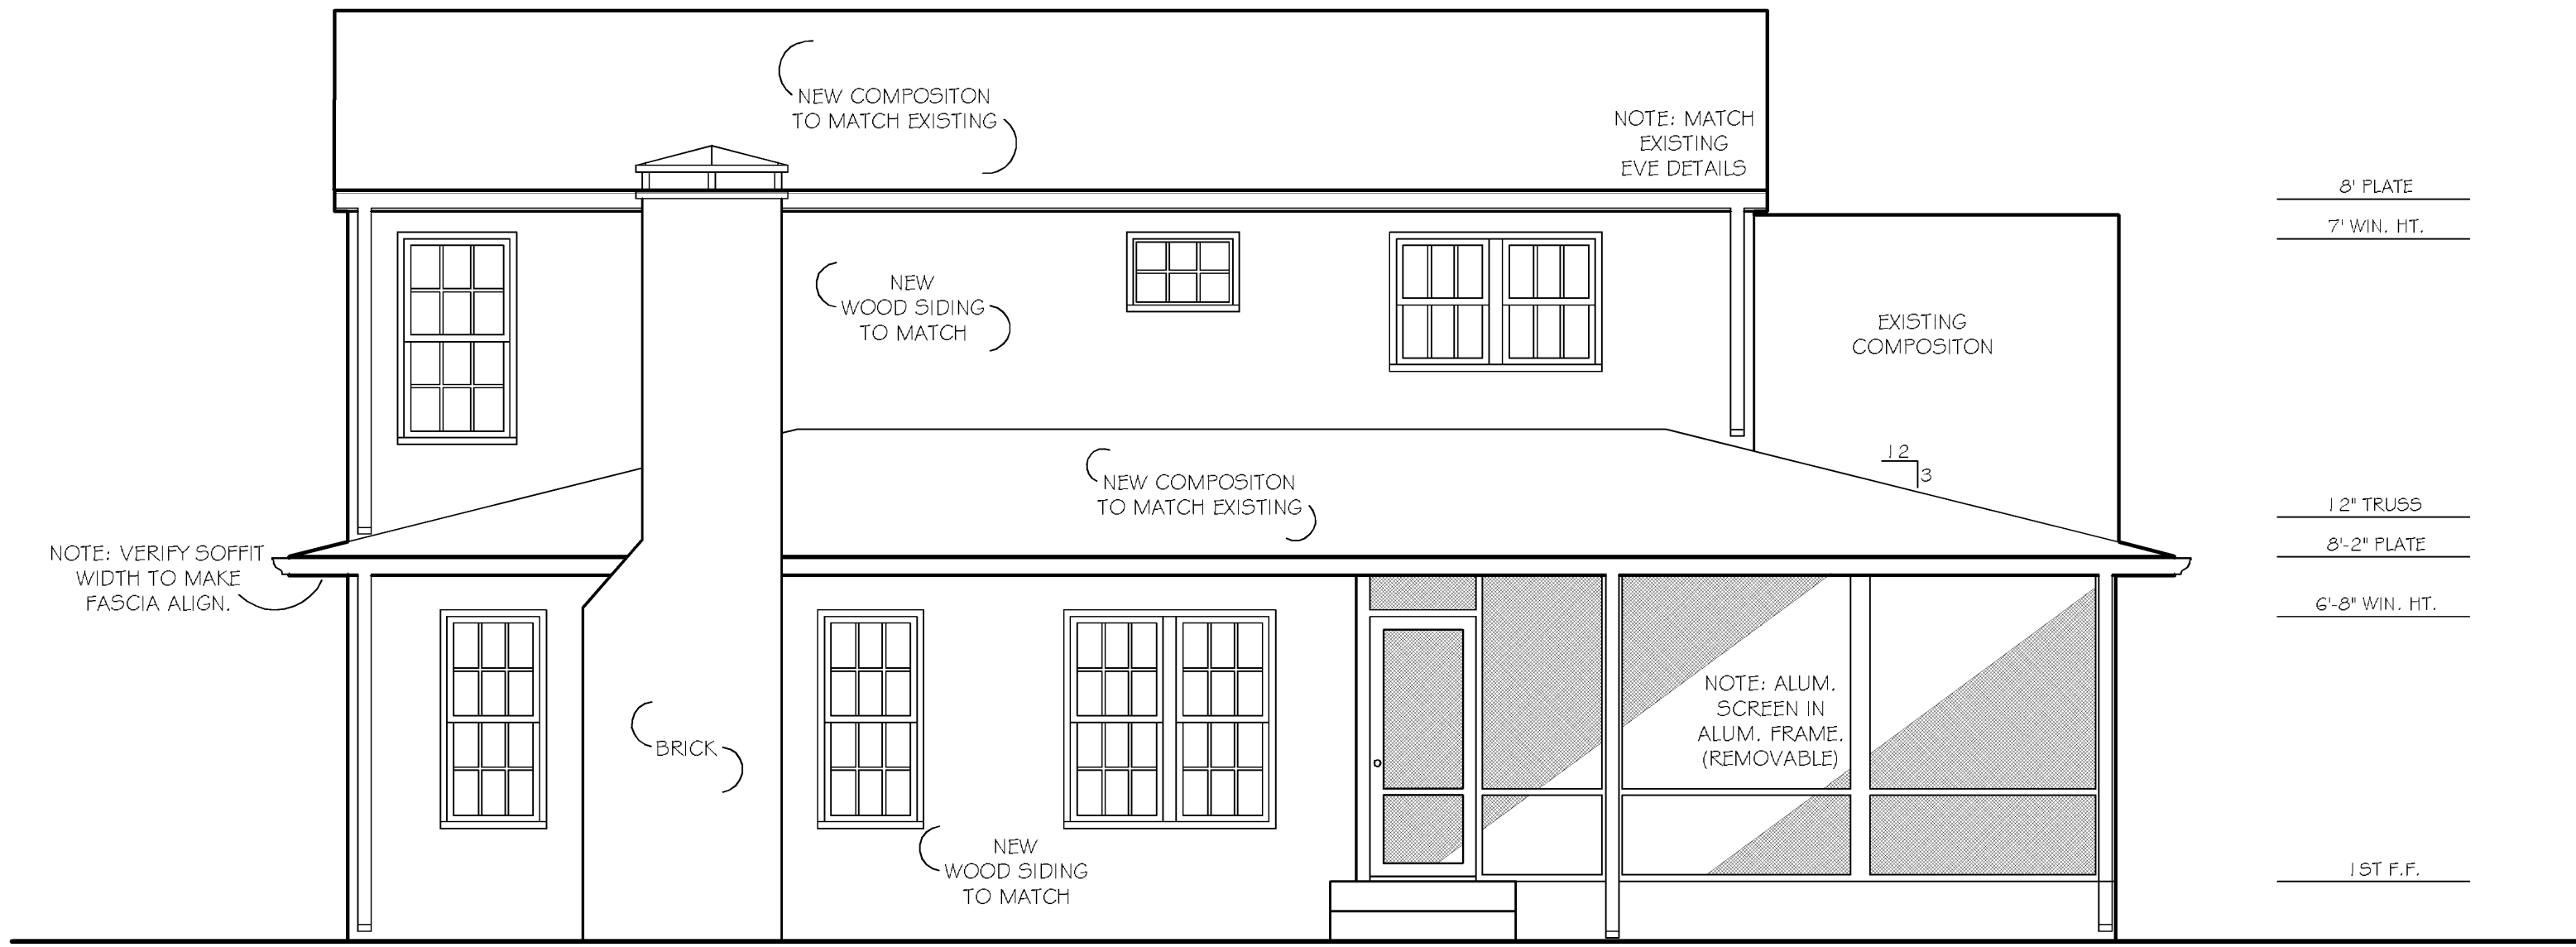 NEW COMPOSITON
TO MATCH EXISTING
NOTE: MATCH
EXISTING
EVE DETAILS
8' PLATE
7' WIN. HT.
NEW
WOOD SIDING
TO MATCH
EXISTING
COMPOSITON
12
3
NEW COMPOSITON
TO MATCH EXISTING
12" TRUSS
8'-2" PLATE
NOTE: VERIFY SOFFIT
WIDTH TO MAKE
FASCIA ALIGN.
6'-8" WIN. HT.
NOTE: ALUM.
SCREEN IN
ALUM. FRAME.
(REMOVABLE)
BRICK
NEW
WOOD SIDING
TO MATCH
1ST F.F.